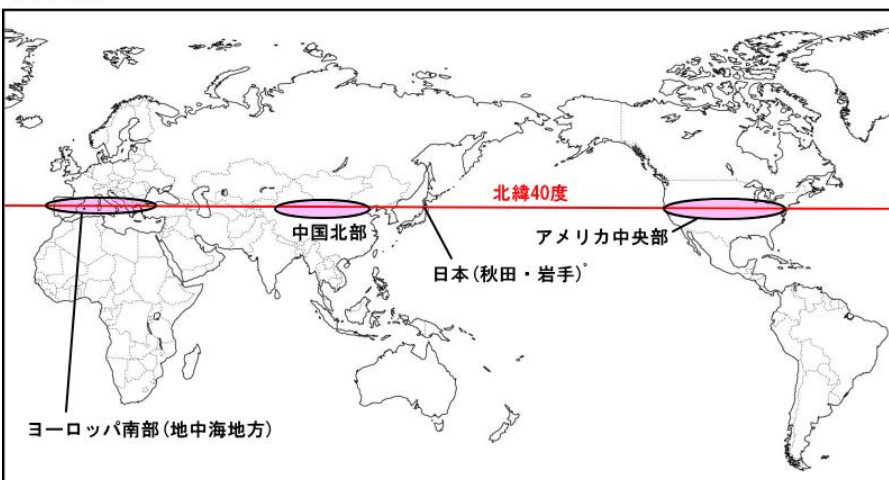 北緯40度
中国北部
アメリカ中央部
日本(秋田・岩手)゜
ヨーロッパ南部(地中海地方)